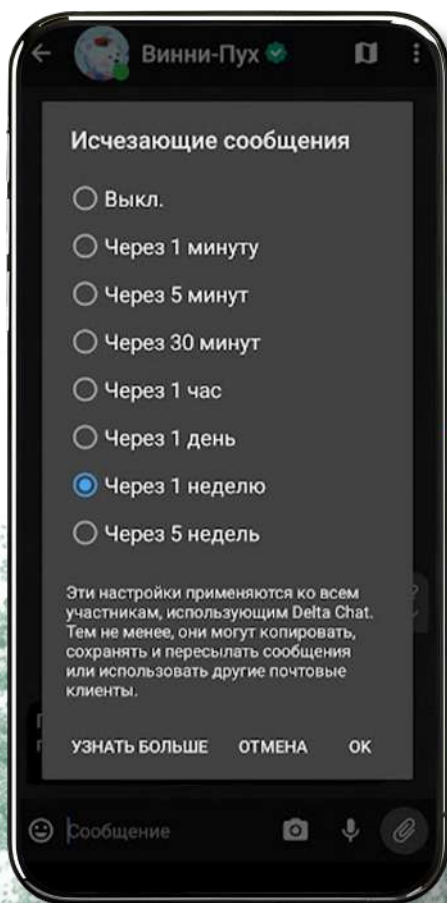 Винни-Пух
Исчезающие сообщения
Выкл.
Через 1 минуту
Через 5 минут
Через 30 минут
Через 1 час
Через 1 день
Через 1 неделю
Через 5 недель
Эти настройки применяются ко всем
участникам, использующим Delta Chat.
Тем не менее, они могут копировать,
сохранять и пересылать сообщения
или использовать другие почтовые
клиенты.
УЗНАТЬ БОЛЬШЕ ОТМЕНА OK
Сообщение